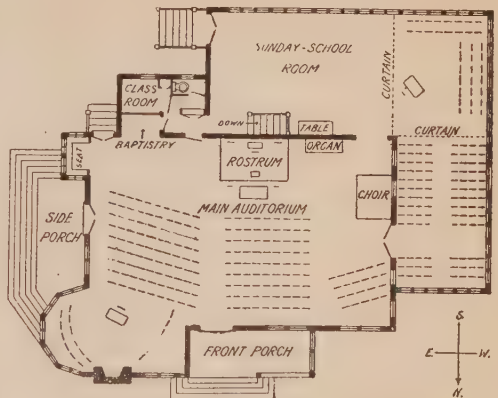 SUNDAY-SCHOOL
ROOM
CURTAIN
CLASS
ROOM
DOWN
TABLE
CURTAIN
BAPTISTRY
ORGAN
ROSTRUM
SEAT
CHOIR
MAIN AUDITORIUM
SIDE
PORCH
FRONT PORCH
S.
E.
W.
N.